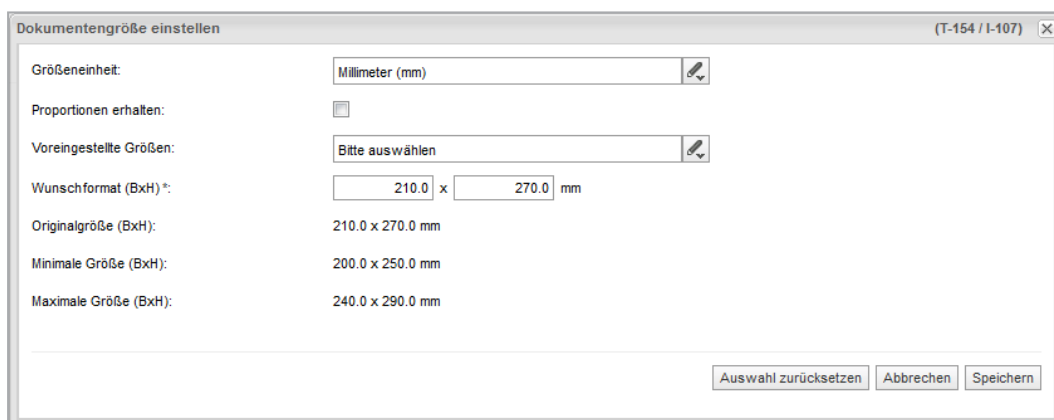 Dokumentengröße einstellen (T-154 / I-107)
Größeneinheit: Millimeter (mm)
Proportionen erhalten:
Voreingestellte Größen: Bitte auswählen
Wunschformat (BxH) *: 210.0 x 270.0 mm
Originalgröße (BxH): 210.0 x 270.0 mm
Minimale Größe (BxH): 200.0 x 250.0 mm
Maximale Größe (BxH): 240.0 x 290.0 mm
Auswahl zurücksetzen Abbrechen Speichern